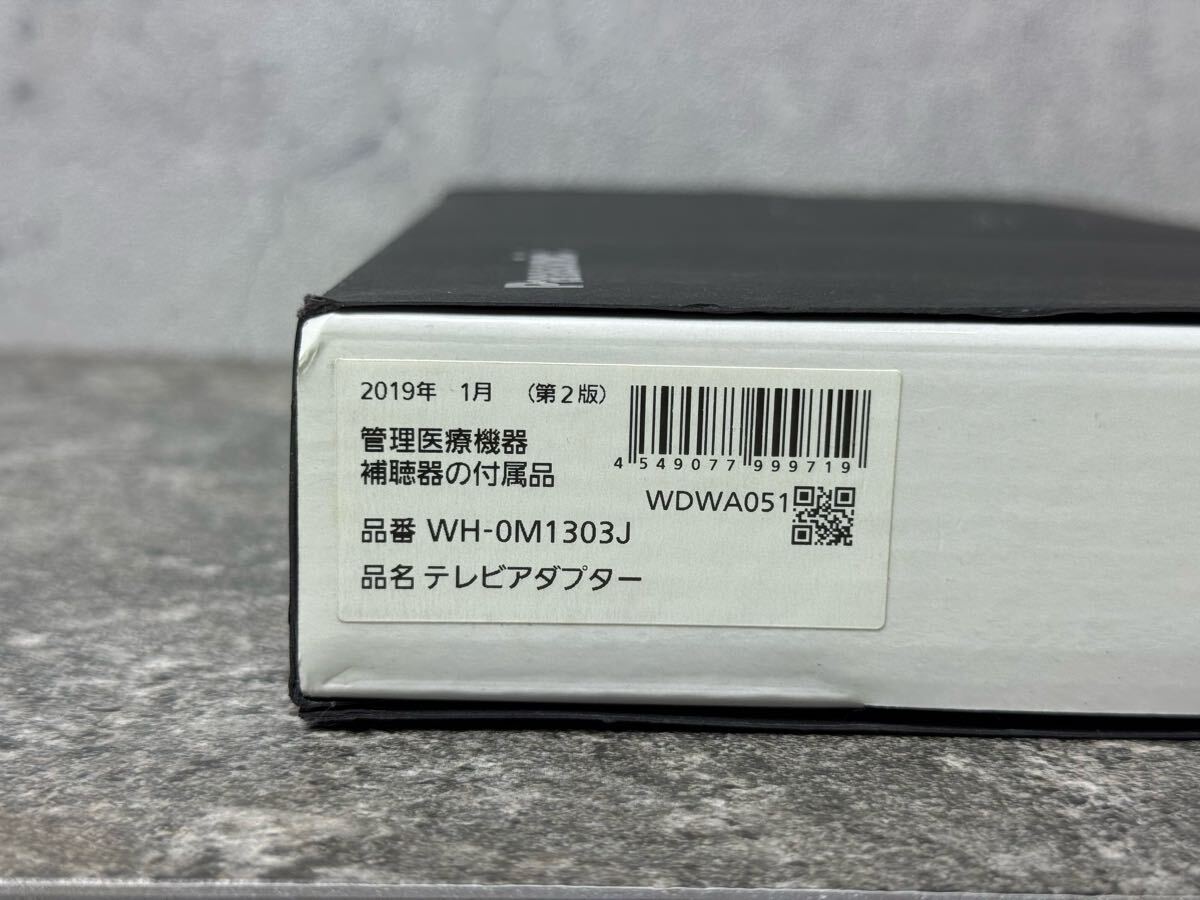 Panasonic
2019年 1月 （第2版）
管理医療機器
補聴器の付属品
4 549077 999719
WDWA051
品番 WH-0M1303J
品名 テレビアダプター